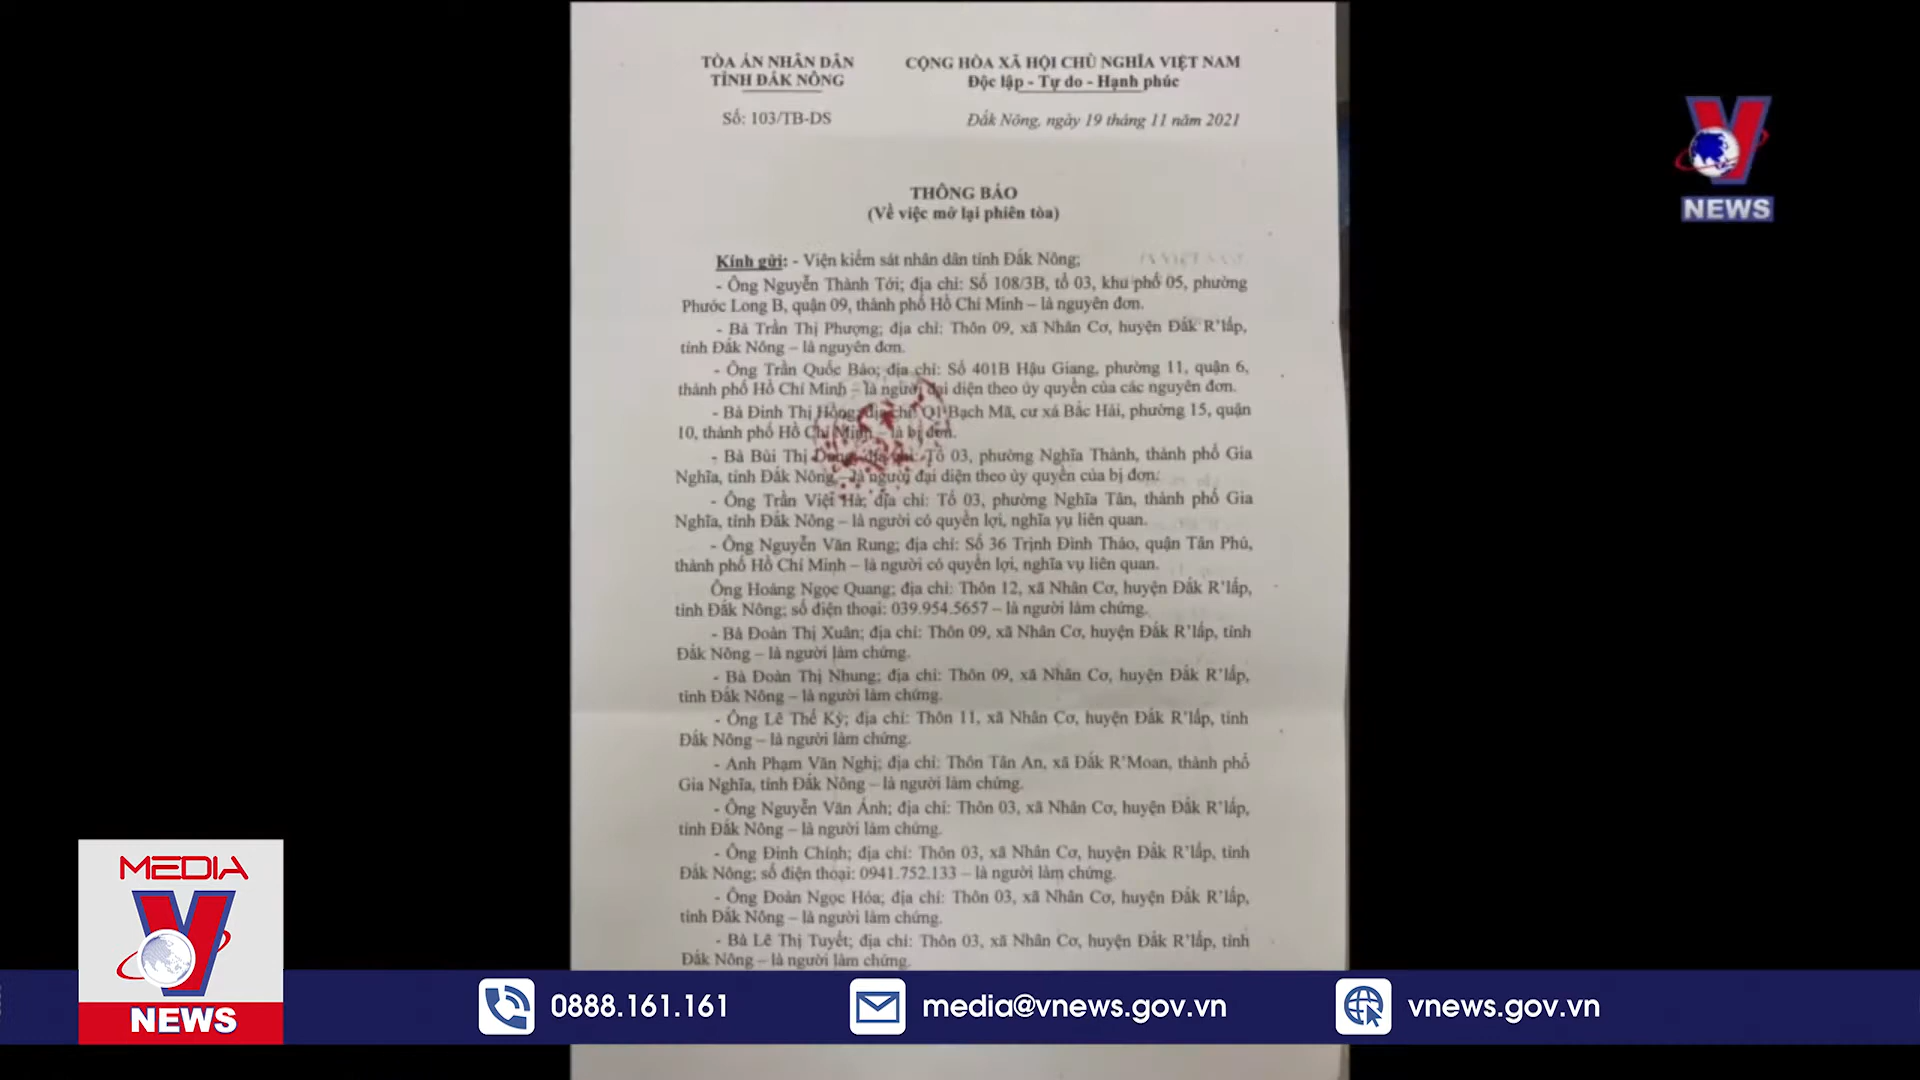 TÒA ÁN NHÂN DÂN
TỈNH ĐẮK NÔNG
Số: 103/TB-DS
CỘNG HÒA XÃ HỘI CHỦ NGHĨA VIỆT NAM
Độc lập - Tự do - Hạnh phúc
Đắk Nông, ngày 19 tháng 11 năm 2021
THÔNG BÁO
(Về việc mở lại phiên tòa)
Kính gửi: - Viện kiểm sát nhân dân tỉnh Đắk Nông;
- Ông Nguyễn Thành Tới; địa chỉ: Số 108/3B, tổ 03, khu phố 05, phường
Phước Long B, quận 09, thành phố Hồ Chí Minh – là nguyên đơn.
- Bà Trần Thị Phượng; địa chỉ: Thôn 09, xã Nhân Cơ, huyện Đắk R'lấp,
tỉnh Đắk Nông – là nguyên đơn.
- Ông Trần Quốc Bảo; địa chỉ: Số 401B Hậu Giang, phường 11, quận 6,
thành phố Hồ Chí Minh – là người đại diện theo ủy quyền của các nguyên đơn.
- Bà Đinh Thị Hồng; địa chỉ: Q1 Bạch Mã, cư xá Bắc Hải, phường 15, quận
10, thành phố Hồ Chí Minh – là bị đơn.
- Bà Bùi Thị địa chỉ: Tổ 03, phường Nghĩa Thành, thành phố Gia
Nghĩa, tỉnh Đắk Nông – là người đại diện theo ủy quyền của bị đơn.
- Ông Trần Việt Hà; địa chỉ: Tổ 03, phường Nghĩa Tân, thành phố Gia
Nghĩa, tỉnh Đắk Nông – là người có quyền lợi, nghĩa vụ liên quan.
- Ông Nguyễn Văn Rung; địa chỉ: Số 36 Trịnh Đình Thảo, quận Tân Phú,
thành phố Hồ Chí Minh – là người có quyền lợi, nghĩa vụ liên quan.
Ông Hoàng Ngọc Quang; địa chỉ: Thôn 12, xã Nhân Cơ, huyện Đắk R'lấp,
tỉnh Đắk Nông; số điện thoại: 039.954.5657 – là người làm chứng.
- Bà Đoàn Thị Xuân; địa chỉ: Thôn 09, xã Nhân Cơ, huyện Đắk R'lấp, tỉnh
Đắk Nông – là người làm chứng.
- Bà Đoàn Thị Nhung; địa chỉ: Thôn 09, xã Nhân Cơ, huyện Đắk R'lấp,
tỉnh Đắk Nông – là người làm chứng.
- Ông Lê Thế Kỷ; địa chỉ: Thôn 11, xã Nhân Cơ, huyện Đắk R'lấp, tỉnh
Đắk Nông – là người làm chứng.
- Anh Phạm Văn Nghị; địa chỉ: Thôn Tân An, xã Đắk R'Moan, thành phố
Gia Nghĩa, tỉnh Đắk Nông – là người làm chứng.
- Ông Nguyễn Văn Ánh; địa chỉ: Thôn 03, xã Nhân Cơ, huyện Đắk R'lấp,
tỉnh Đắk Nông – là người làm chứng.
- Ông Đinh Chính; địa chỉ: Thôn 03, xã Nhân Cơ, huyện Đắk R'lấp, tỉnh
Đắk Nông; số điện thoại: 0941.752.133 – là người làm chứng.
- Ông Đoàn Ngọc Hóa; địa chỉ: Thôn 03, xã Nhân Cơ, huyện Đắk R'lấp,
tỉnh Đắk Nông – là người làm chứng.
- Bà Lê Thị Tuyết; địa chỉ: Thôn 03, xã Nhân Cơ, huyện Đắk R'lấp, tỉnh
Đắk Nông – là người làm chứng.
V
NEWS
MEDIA
V
NEWS
0888.161.161
media@vnews.gov.vn
vnews.gov.vn